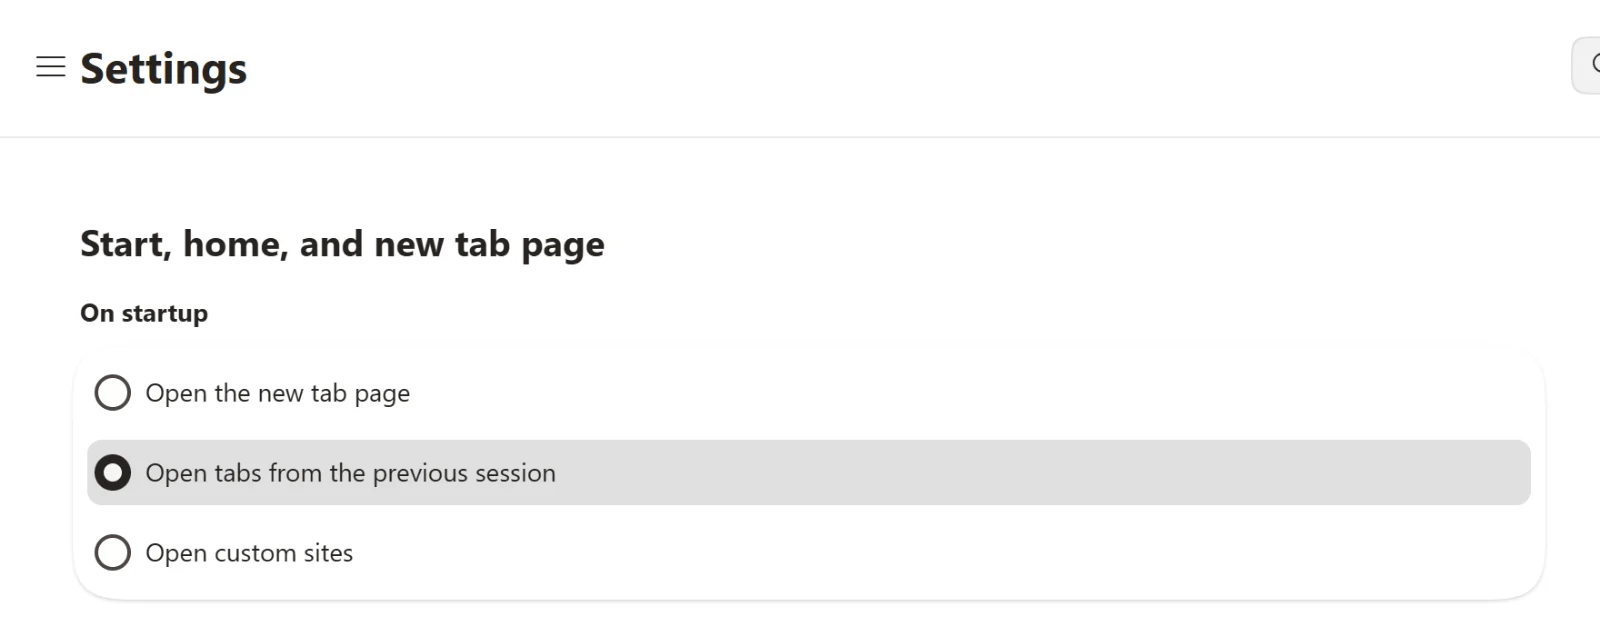 Settings
Start, home, and new tab page
On startup
Open the new tab page
Open tabs from the previous session
Open custom sites